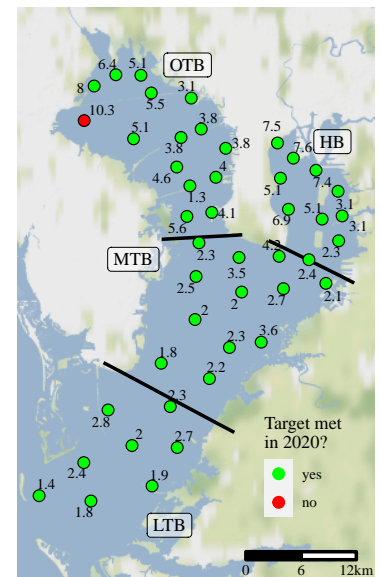 6.4 5.1
OTB
8 5.5 3.1
10.3
5.1 3.8 3.8 3.8
7.5 HB
7.6
4.6 4 5.1 7.4
1.3
5.6 4.1 6.9 5.1 3.1
3.1
MTB 2.3 4.2 2.3
3.5 2.4
2.5 2 2.7 2.1
2
2.3 3.6
1.8 2.2
2.8 2.3
Target met
in 2020?
2 2.7
2.4 yes
1.4 1.8 1.9 no
LTB
0 6 12km